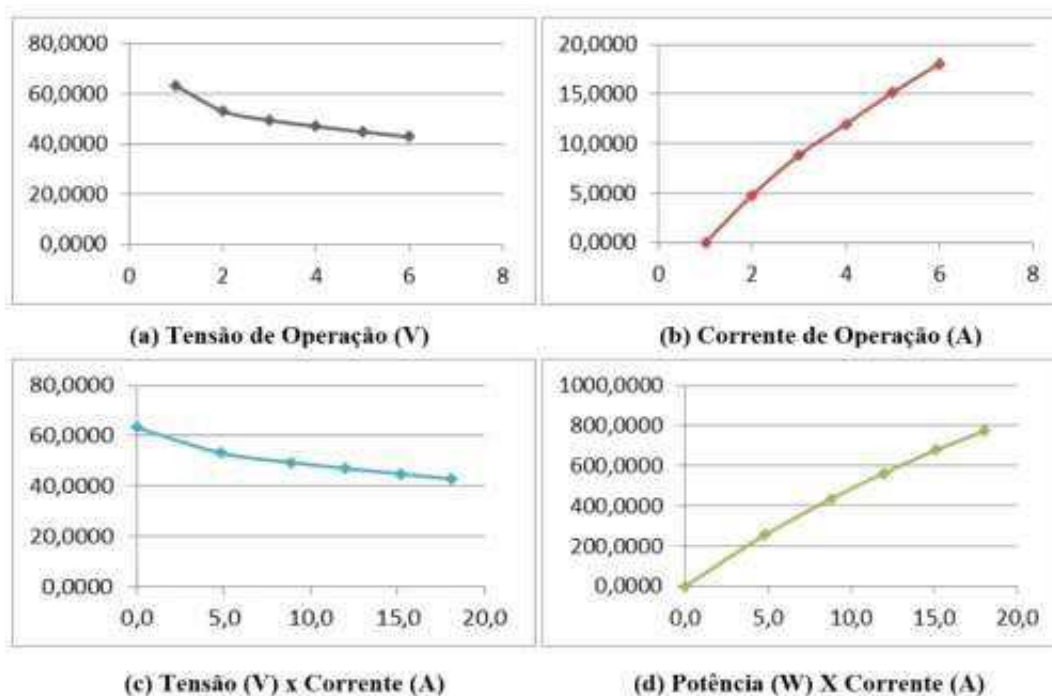 80,0000
60,0000
40,0000
20,0000
0,0000
0 2 4 6 8
(a) Tensão de Operação (V)
20,0000
15,0000
10,0000
5,0000
0,0000
0 2 4 6 8
(b) Corrente de Operação (A)
80,0000
60,0000
40,0000
20,0000
0,0000
0,0 5,0 10,0 15,0 20,0
(c) Tensão (V) x Corrente (A)
1000,0000
800,0000
600,0000
400,0000
200,0000
0,0000
0,0 5,0 10,0 15,0 20,0
(d) Potência (W) X Corrente (A)